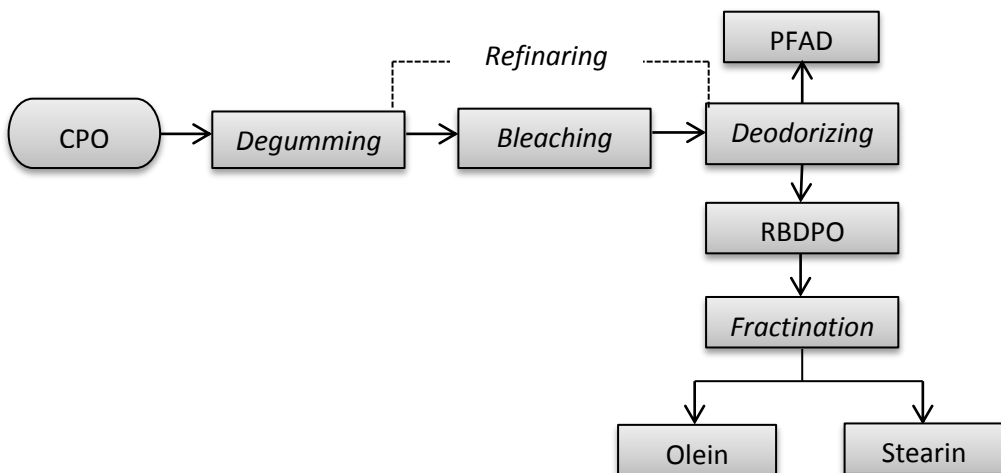 PFAD
Refinaring
CPO
Degumming
Bleaching
Deodorizing
RBDPO
Fractination
Olein
Stearin